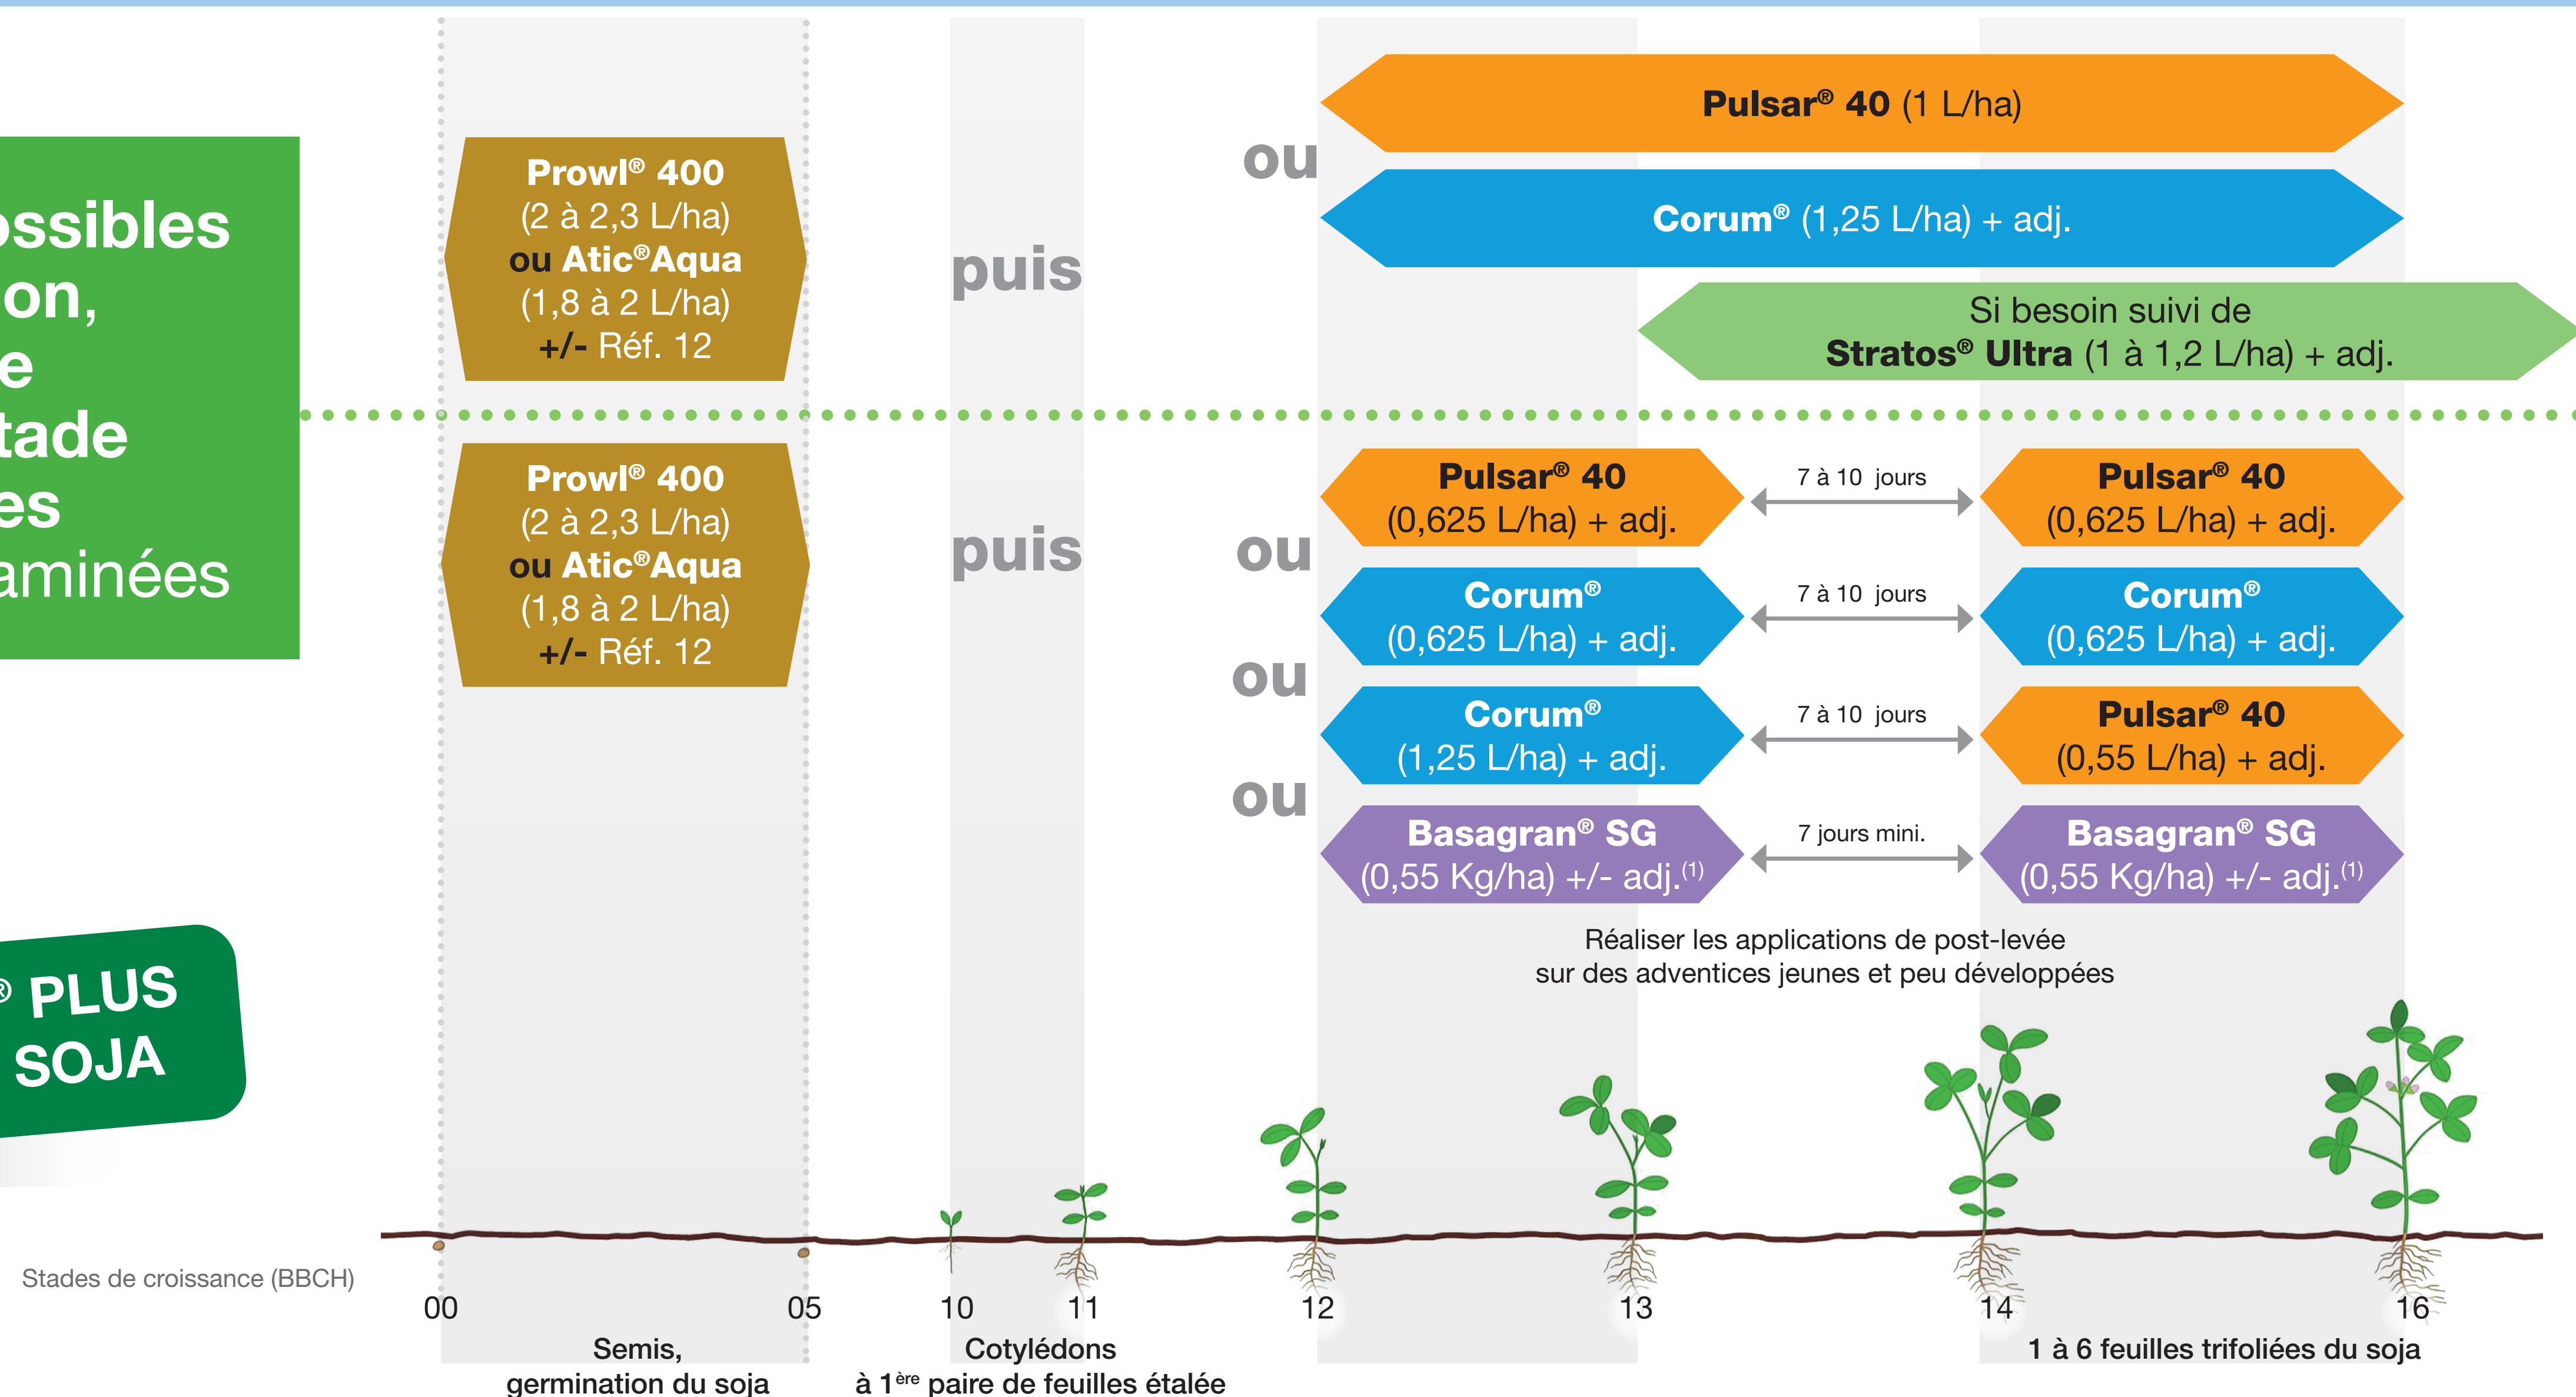 ossibles
on,
e
tade
es
aminées
® PLUS
SOJA
Prowl® 400
(2 à 2,3 L/ha)
ou Atic®Aqua
(1,8 à 2 L/ha)
+/- Réf. 12
puis
ou
Pulsar® 40 (1 L/ha)
Corum® (1,25 L/ha) + adj.
Si besoin suivi de
Stratos® Ultra (1 à 1,2 L/ha) + adj.
Prowl® 400
(2 à 2,3 L/ha)
ou Atic®Aqua
(1,8 à 2 L/ha)
+/- Réf. 12
puis
Pulsar® 40
(0,625 L/ha) + adj.
7 à 10 jours
Pulsar® 40
(0,625 L/ha) + adj.
ou
Corum®
(0,625 L/ha) + adj.
7 à 10 jours
Corum®
(0,625 L/ha) + adj.
ou
Corum®
(1,25 L/ha) + adj.
7 à 10 jours
Pulsar® 40
(0,55 L/ha) + adj.
ou
Basagran® SG
(0,55 Kg/ha) +/- adj.(1)
7 jours mini.
Basagran® SG
(0,55 Kg/ha) +/- adj.(1)
Réaliser les applications de post-levée
sur des adventices jeunes et peu développées
Stades de croissance (BBCH)
00 05 10 11 12 13 14 16
Semis,
germination du soja
Cotylédons
à 1ère paire de feuilles étalée
1 à 6 feuilles trifoliées du soja